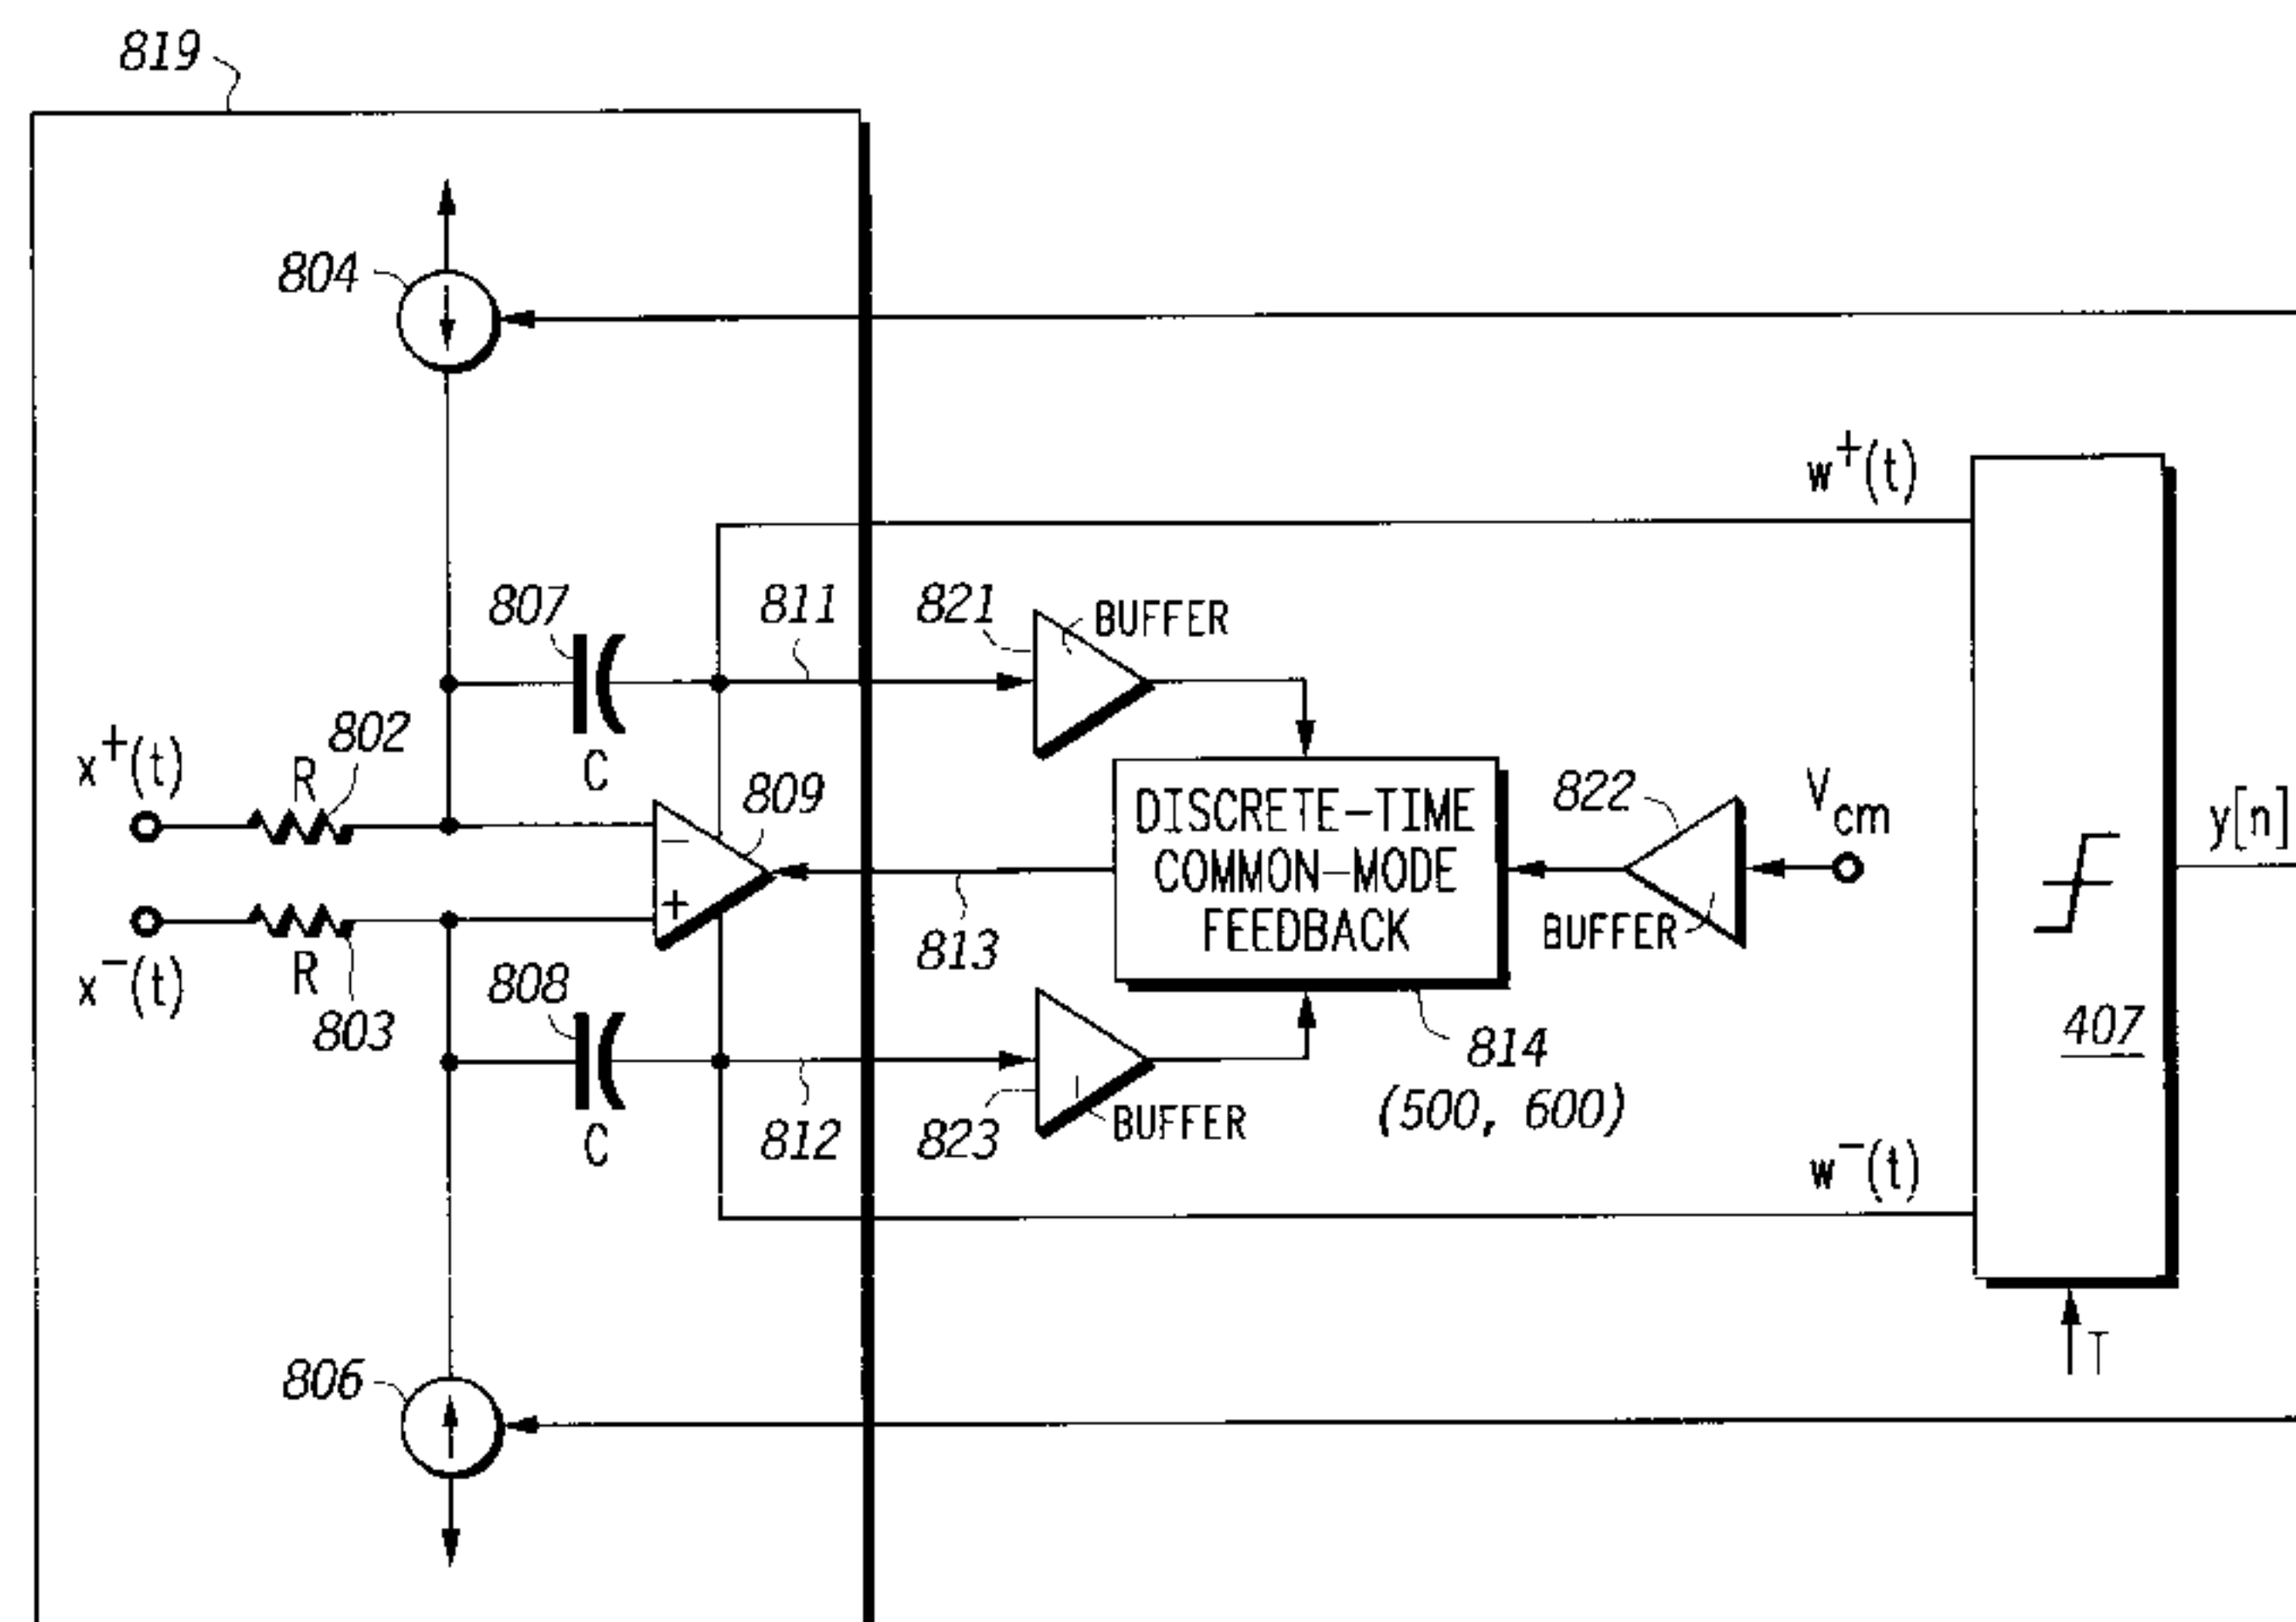 819
804
w+(t)
807
811
821
BUFFER
x+(t)
R
802
C
809
DISCRETE-TIME
COMMON-MODE
FEEDBACK
822
BUFFER
Vcm
y[n]
−
+
x−(t)
R
803
808
C
813
812
823
BUFFER
814
(500, 600)
407
w−(t)
806
T